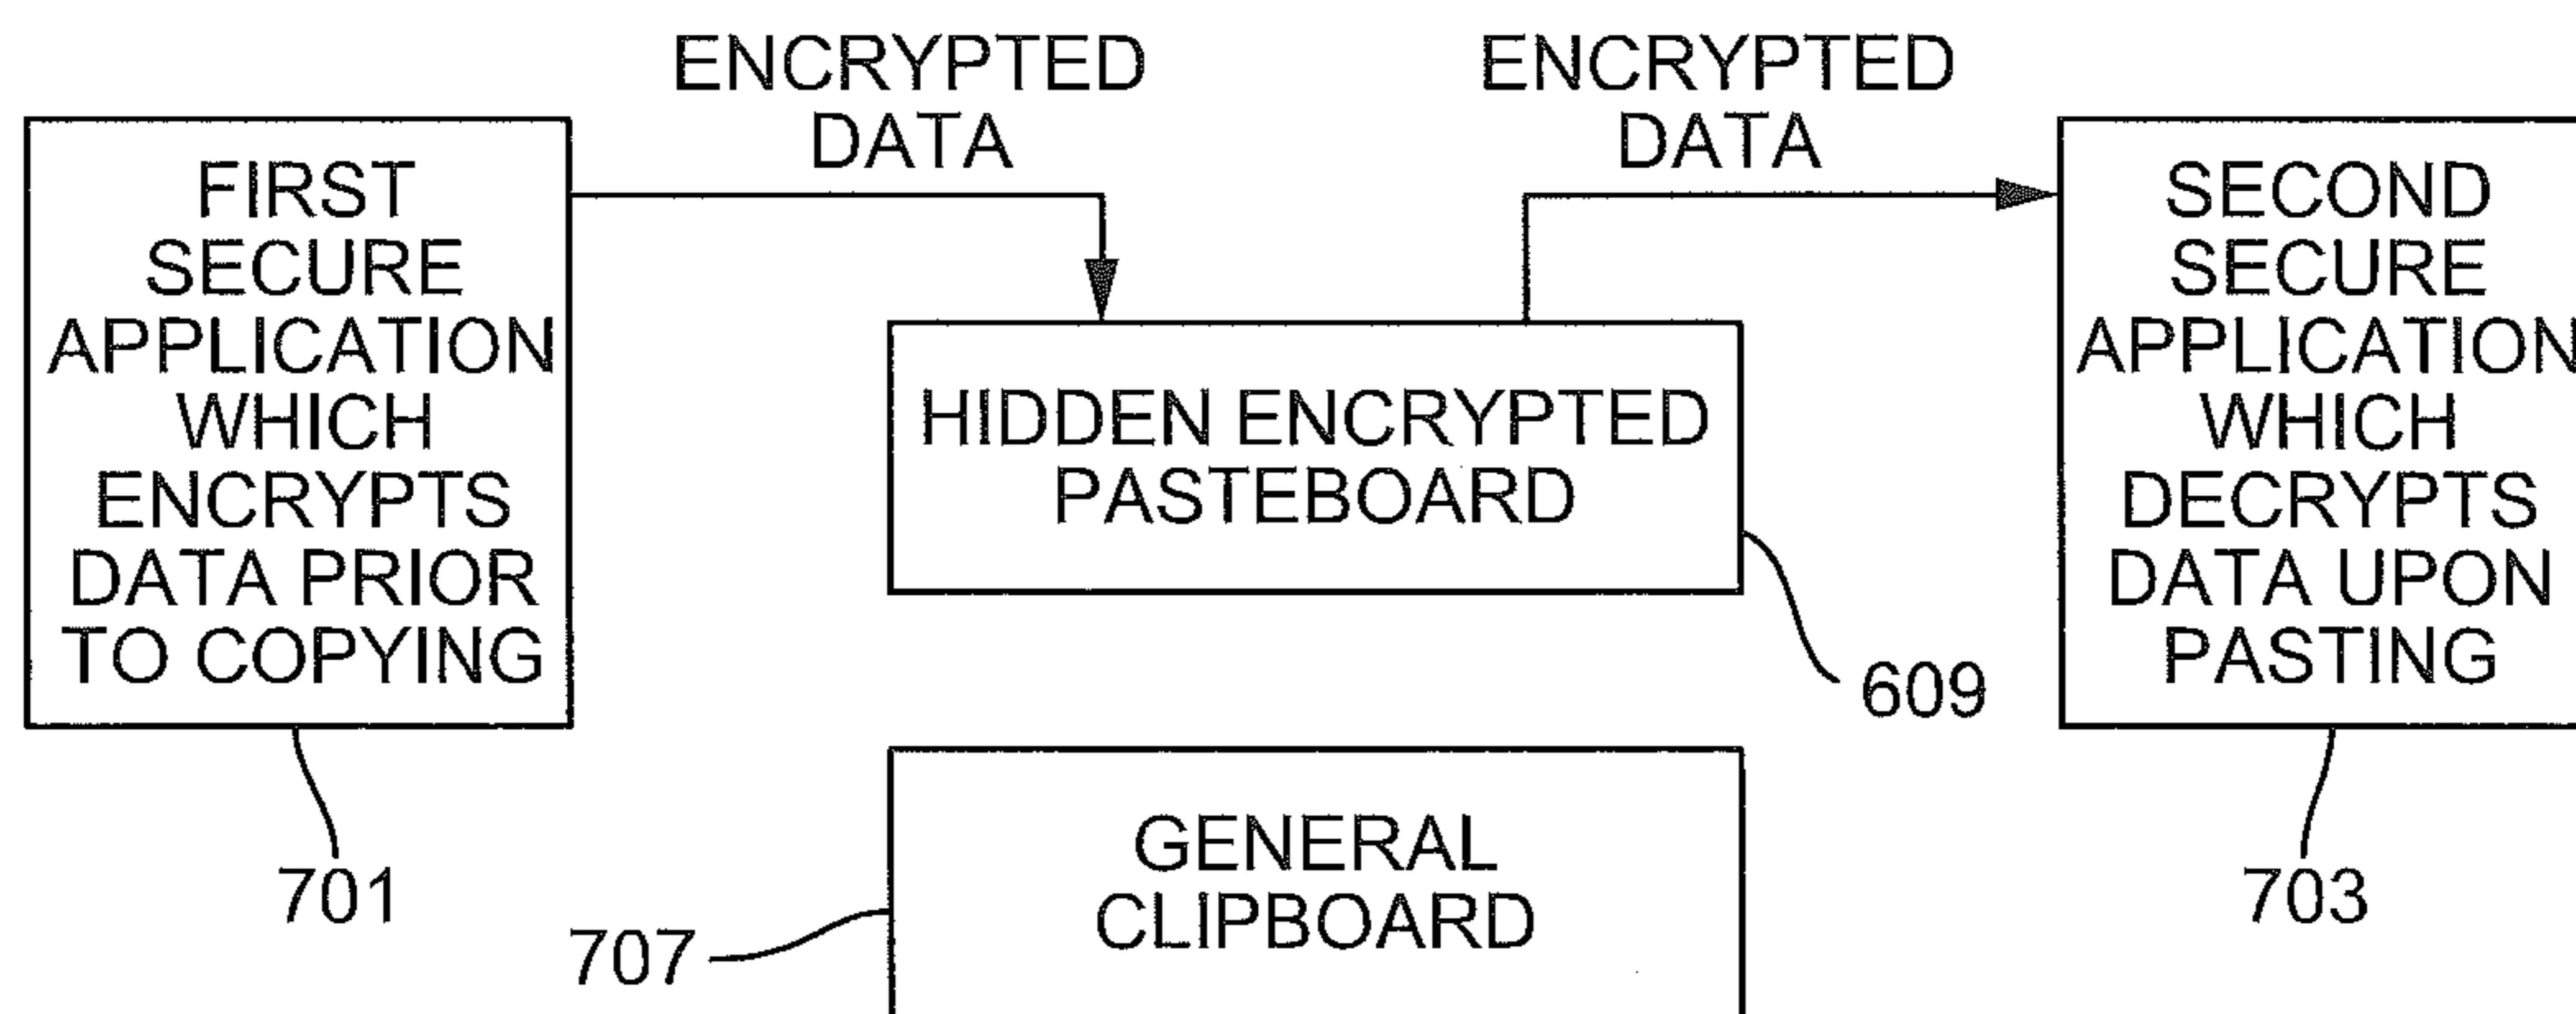 ENCRYPTED
DATA
ENCRYPTED
DATA
FIRST
SECURE
APPLICATION
WHICH
ENCRYPTS
DATA PRIOR
TO COPYING
HIDDEN ENCRYPTED
PASTEBOARD
SECOND
SECURE
APPLICATION
WHICH
DECRYPTS
DATA UPON
PASTING
609
701
GENERAL
CLIPBOARD
707
703